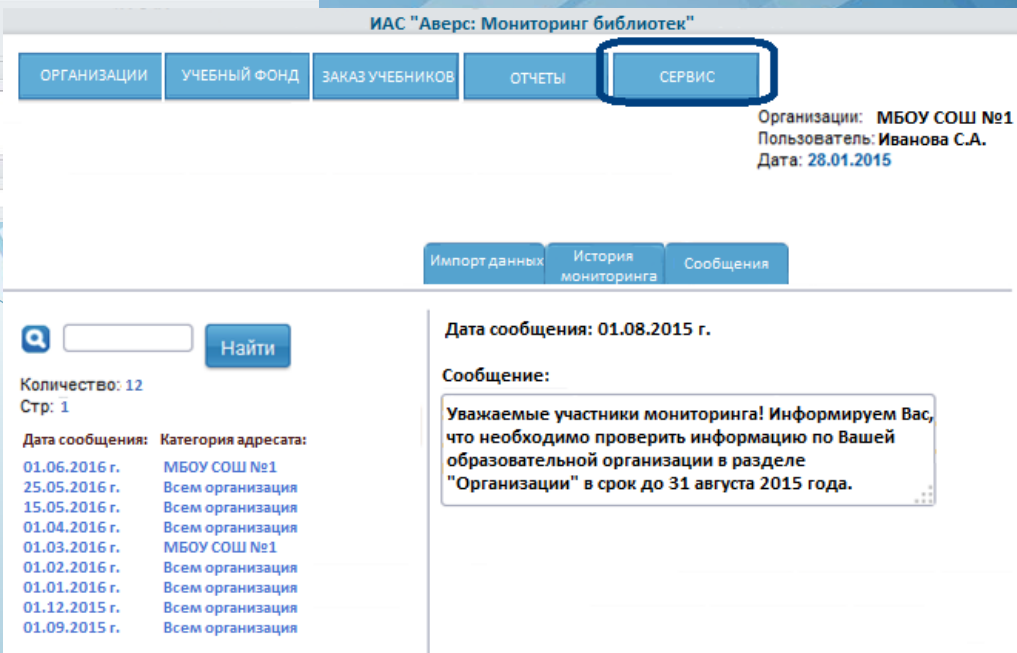 ИАС "Аверс: Мониторинг библиотек"
ОРГАНИЗАЦИИ УЧЕБНЫЙ ФОНД ЗАКАЗ УЧЕБНИКОВ ОТЧЕТЫ СЕРВИС
Организации: МБОУ СОШ №1
Пользователь: Иванова С.А.
Дата: 28.01.2015
Импорт данных История мониторинга Сообщения
Найти
Количество: 12
Стр: 1
Дата сообщения: Категория адресата:
01.06.2016 г. МБОУ СОШ №1
25.05.2016 г. Всем организация
15.05.2016 г. Всем организация
01.04.2016 г. Всем организация
01.03.2016 г. МБОУ СОШ №1
01.02.2016 г. Всем организация
01.01.2016 г. Всем организация
01.12.2015 г. Всем организация
01.09.2015 г. Всем организация
Дата сообщения: 01.08.2015 г.
Сообщение:
Уважаемые участники мониторинга! Информируем Вас,
что необходимо проверить информацию по Вашей
образовательной организации в разделе
"Организации" в срок до 31 августа 2015 года.